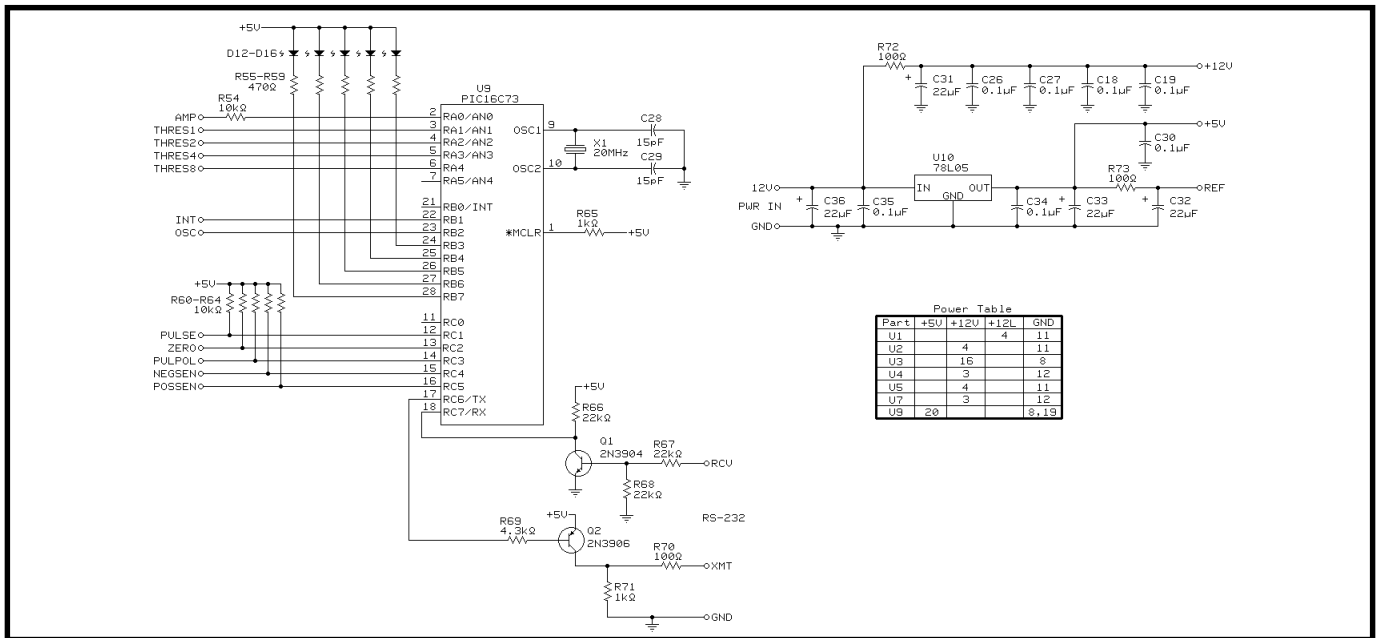 +5V
D12-D16
R55-R59
470Ω
R54
10kΩ
AMP
THRES1
THRES2
THRES4
THRES8
INT
OSC
+5V
R60-R64
10kΩ
PULSE
ZERO
PULPOL
NEGSEN
POSSEN
U9
PIC16C73
2 RA0/AN0
3 RA1/AN1
4 RA2/AN2
5 RA3/AN3
6 RA4
7 RA5/AN4
21 RB0/INT
22 RB1
23 RB2
24 RB3
25 RB4
26 RB5
27 RB6
28 RB7
11 RC0
12 RC1
13 RC2
14 RC3
15 RC4
16 RC5
17 RC6/TX
18 RC7/RX
OSC1 9
OSC2 10
*MCLR 1
X1
20MHz
C28
15pF
C29
15pF
R65
1kΩ
+5V
+5V
R66
22kΩ
Q1
2N3904
R67
22kΩ
RCV
R68
22kΩ
RS-232
+5V
R69
4.3kΩ
Q2
2N3906
R70
100Ω
XMT
R71
1kΩ
GND
R72
100Ω
+12V
+ C31
22µF
C26
0.1µF
C27
0.1µF
C18
0.1µF
C19
0.1µF
+5V
C30
0.1µF
U10
78L05
IN OUT
GND
R73
100Ω
REF
12V
PWR IN
GND
+ C36
22µF
C35
0.1µF
C34
0.1µF
+ C33
22µF
+ C32
22µF
Power Table
Part +5V +12V +12L GND
U1 4 11
U2 4 11
U3 16 8
U4 3 12
U5 4 11
U7 3 12
U9 20 8,19